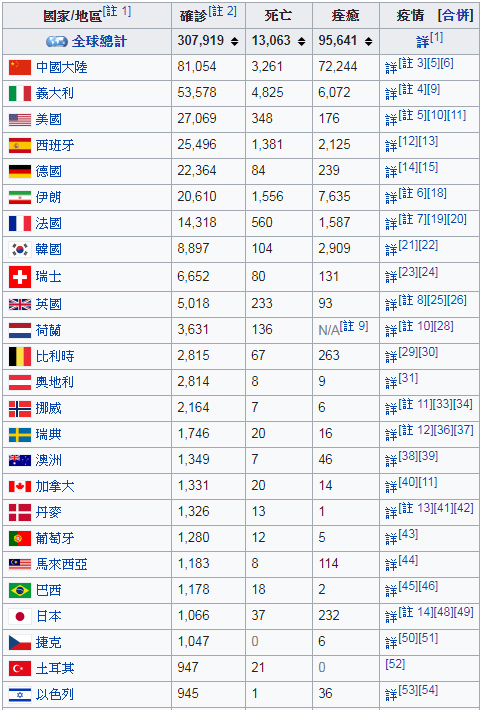 國家/地區[註 1] 確診[註 2] 死亡 痊癒 疫情 [合併]
全球總計 307,919 13,063 95,641 詳[1]
中國大陸 81,054 3,261 72,244 詳[註 3][5][6]
義大利 53,578 4,825 6,072 詳[註 4][9]
美國 27,069 348 176 詳[註 5][10][11]
西班牙 25,496 1,381 2,125 詳[12][13]
德國 22,364 84 239 詳[14][15]
伊朗 20,610 1,556 7,635 詳[註 6][18]
法國 14,318 560 1,587 詳[註 7][19][20]
韓國 8,897 104 2,909 詳[21][22]
瑞士 6,652 80 131 詳[23][24]
英國 5,018 233 93 詳[註 8][25][26]
荷蘭 3,631 136 N/A[註 9] 詳[註 10][28]
比利時 2,815 67 263 詳[29][30]
奧地利 2,814 8 9 詳[31]
挪威 2,164 7 6 詳[註 11][33][34]
瑞典 1,746 20 16 詳[註 12][36][37]
澳洲 1,349 7 46 詳[38][39]
加拿大 1,331 20 14 詳[40][11]
丹麥 1,326 13 1 詳[註 13][41][42]
葡萄牙 1,280 12 5 詳[43]
馬來西亞 1,183 8 114 詳[44]
巴西 1,178 18 2 詳[45][46]
日本 1,066 37 232 詳[註 14][48][49]
捷克 1,047 0 6 詳[50][51]
土耳其 947 21 0 [52]
以色列 945 1 36 詳[53][54]